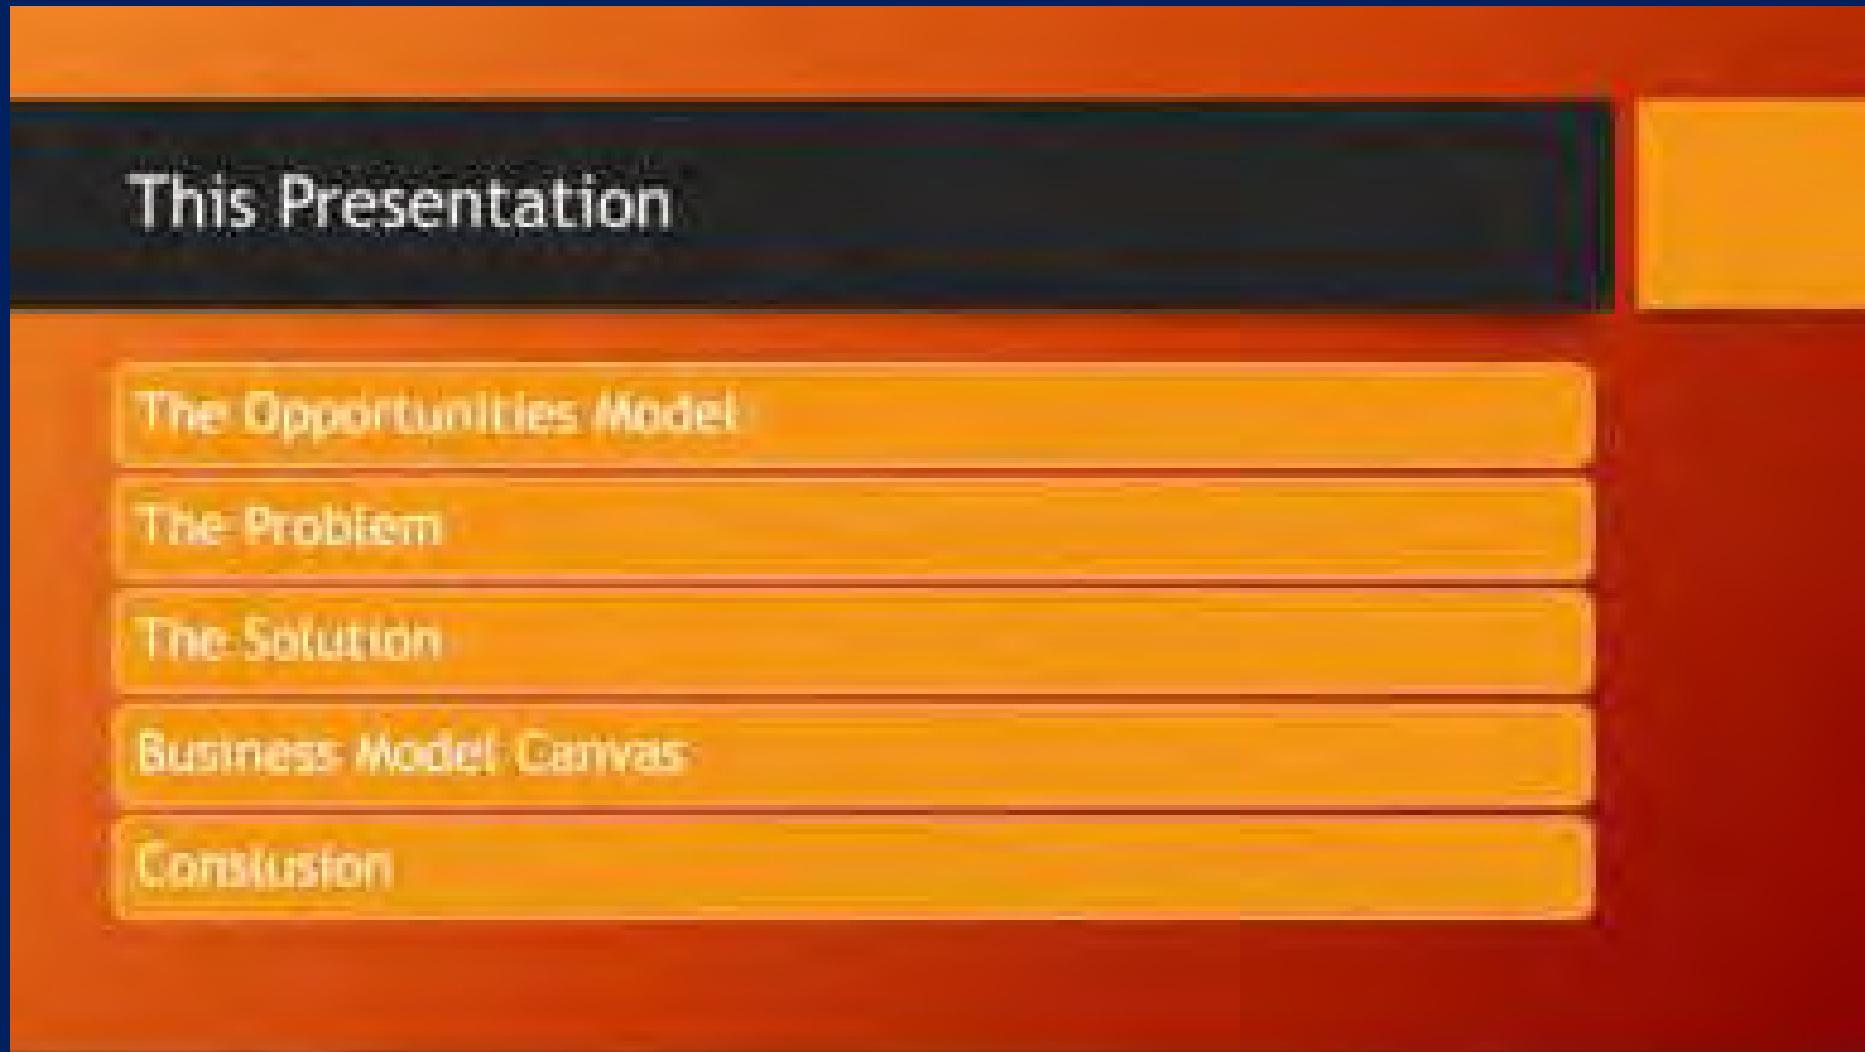 This Presentation
The Opportunities Model
The Problem
The Solution
Business Model Canvas
Conslusion